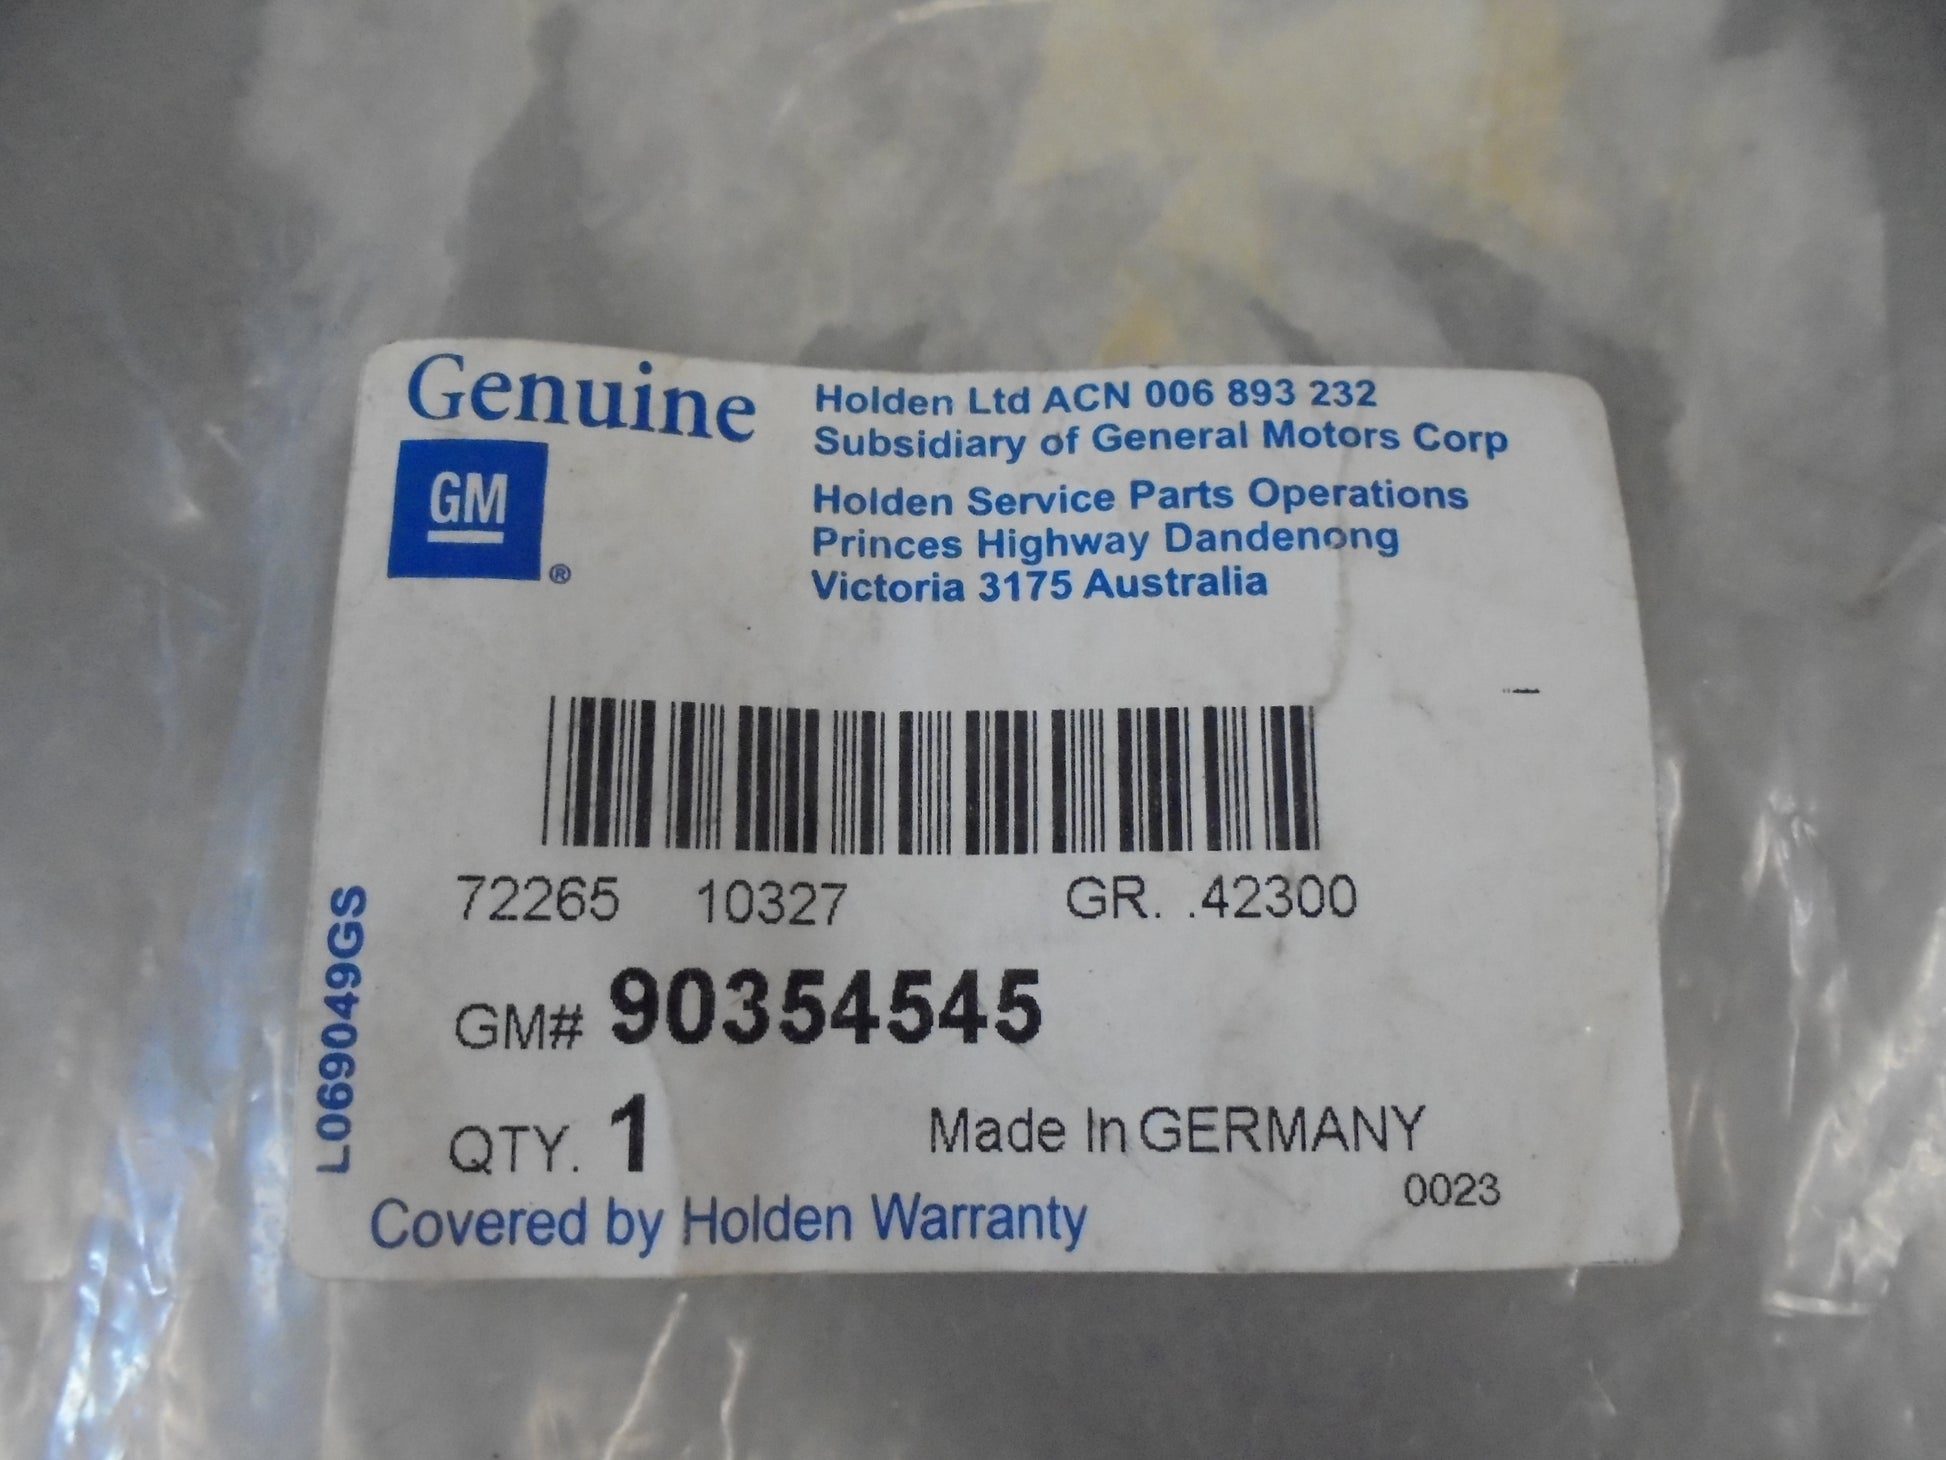 Genuine
GM
®
Holden Ltd ACN 006 893 232
Subsidiary of General Motors Corp
Holden Service Parts Operations
Princes Highway Dandenong
Victoria 3175 Australia
72265 10327 GR. .42300
GM# 90354545
QTY. 1 Made In GERMANY
0023
Covered by Holden Warranty
L069049GS